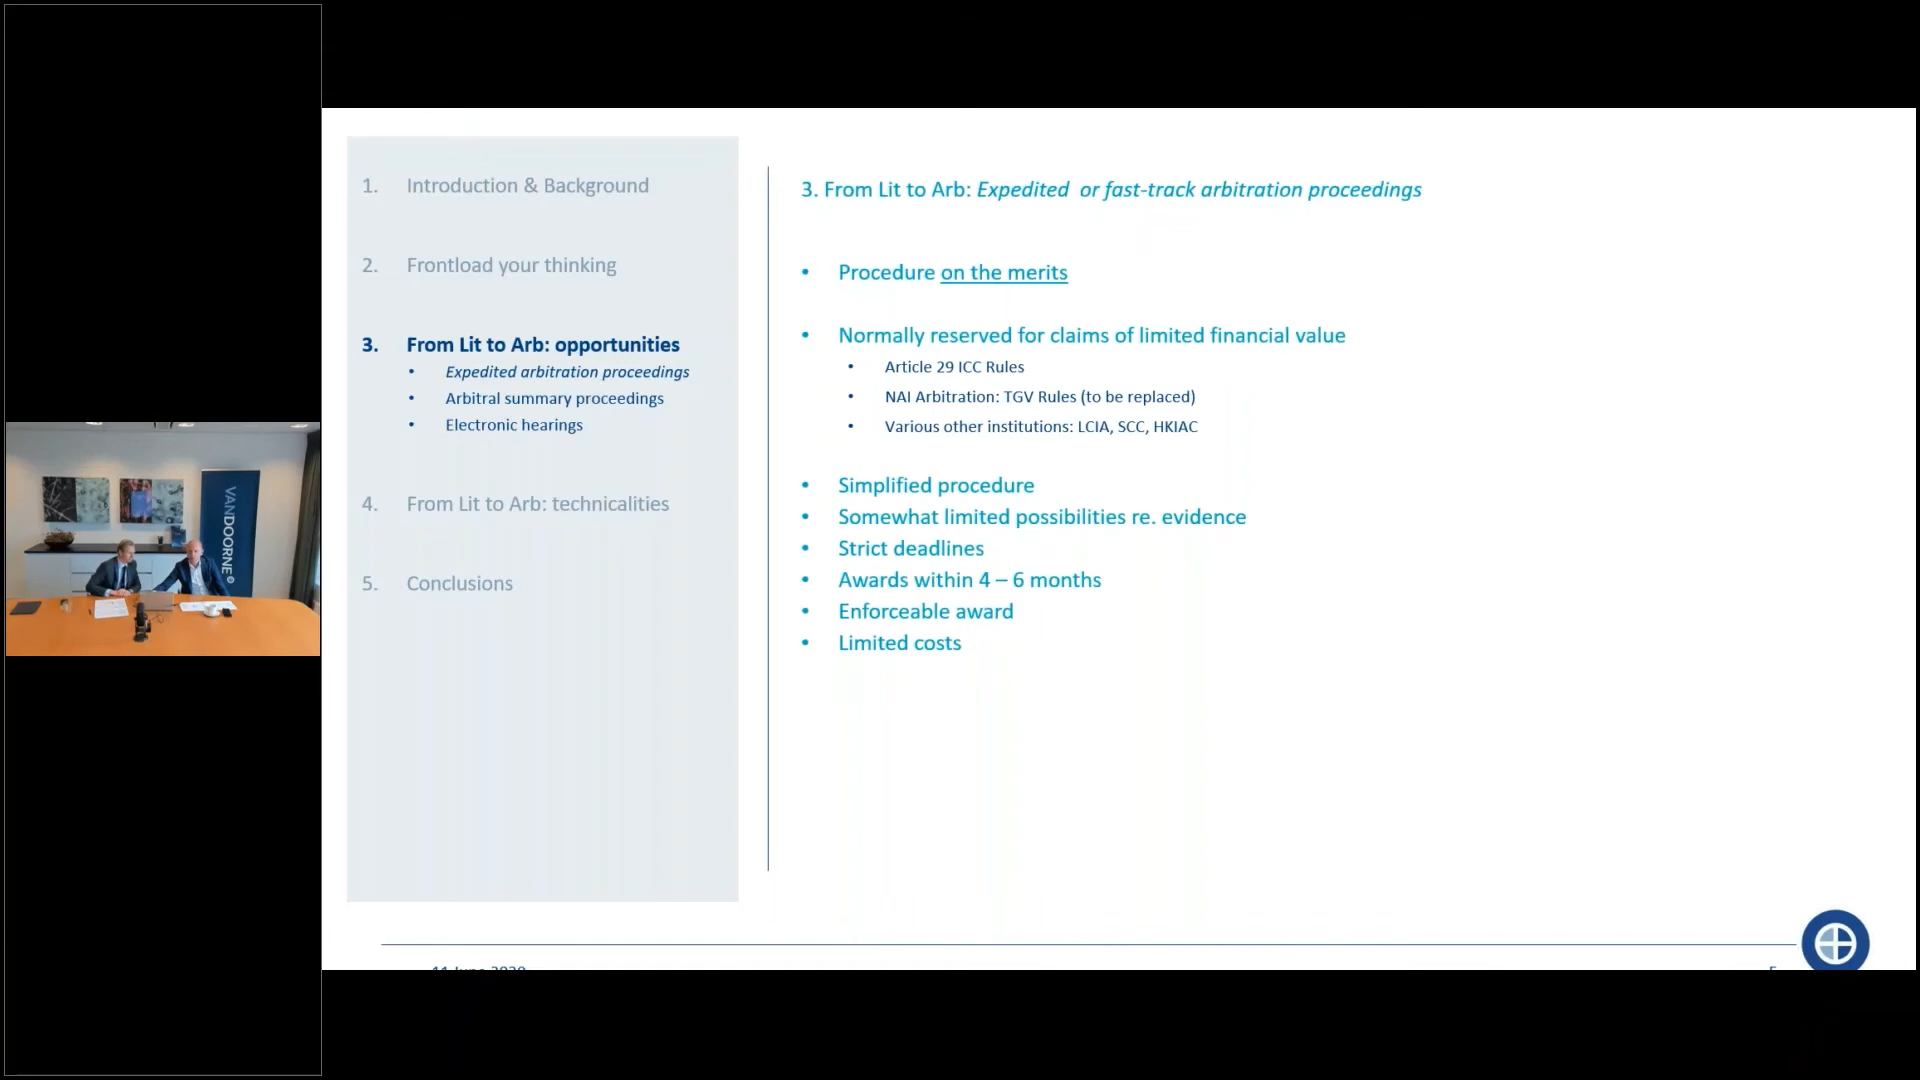 1. Introduction & Background
2. Frontload your thinking
3. From Lit to Arb: opportunities
• Expedited arbitration proceedings
• Arbitral summary proceedings
• Electronic hearings
4. From Lit to Arb: technicalities
5. Conclusions
3. From Lit to Arb: Expedited or fast-track arbitration proceedings
• Procedure on the merits
• Normally reserved for claims of limited financial value
• Article 29 ICC Rules
• NAI Arbitration: TGV Rules (to be replaced)
• Various other institutions: LCIA, SCC, HKIAC
• Simplified procedure
• Somewhat limited possibilities re. evidence
• Strict deadlines
• Awards within 4 – 6 months
• Enforceable award
• Limited costs
VANDOORNE®
11 June 2020